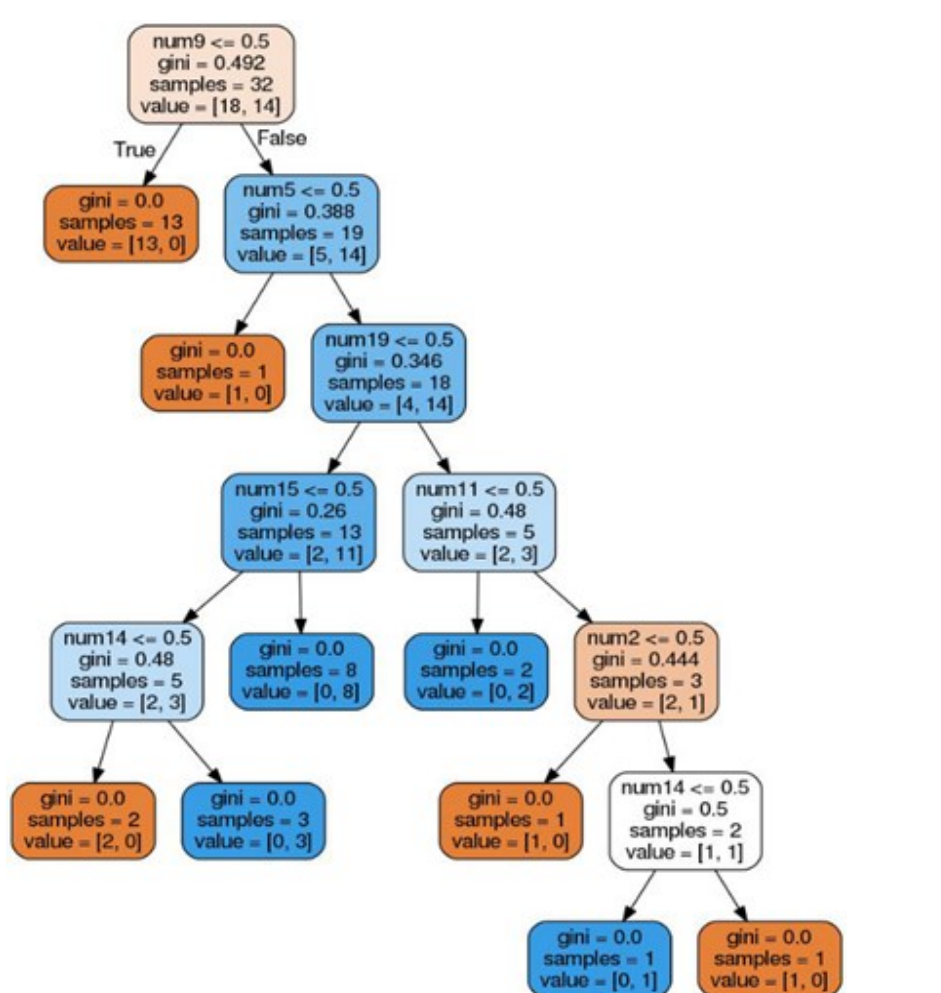 num9 <= 0.5
gini = 0.492
samples = 32
value = [18, 14]
True
False
gini = 0.0
samples = 13
value = [13, 0]
num5 <= 0.5
gini = 0.388
samples = 19
value = [5, 14]
gini = 0.0
samples = 1
value = [1, 0]
num19 <= 0.5
gini = 0.346
samples = 18
value = [4, 14]
num15 <= 0.5
gini = 0.26
samples = 13
value = [2, 11]
num11 <= 0.5
gini = 0.48
samples = 5
value = [2, 3]
num14 <= 0.5
gini = 0.48
samples = 5
value = [2, 3]
gini = 0.0
samples = 8
value = [0, 8]
gini = 0.0
samples = 2
value = [0, 2]
num2 <= 0.5
gini = 0.444
samples = 3
value = [2, 1]
gini = 0.0
samples = 2
value = [2, 0]
gini = 0.0
samples = 3
value = [0, 3]
gini = 0.0
samples = 1
value = [1, 0]
num14 <= 0.5
gini = 0.5
samples = 2
value = [1, 1]
gini = 0.0
samples = 1
value = [0, 1]
gini = 0.0
samples = 1
value = [1, 0]